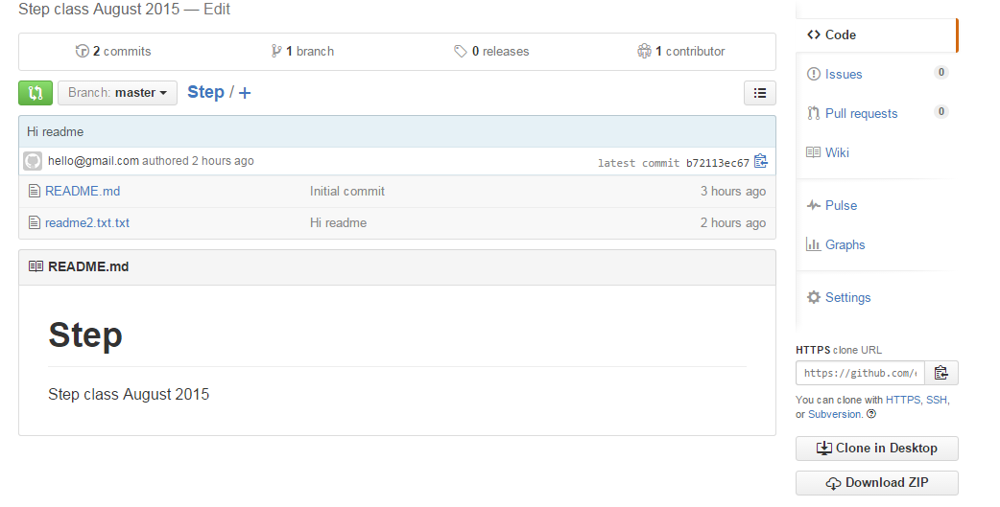 Step class August 2015 — Edit
2 commits
1 branch
0 releases
1 contributor
Branch: master
Step / +
Hi readme
hello@gmail.com authored 2 hours ago
latest commit b72113ec67
README.md Initial commit 3 hours ago
readme2.txt.txt Hi readme 2 hours ago
README.md
Step
Step class August 2015
Code
Issues 0
Pull requests 0
Wiki
Pulse
Graphs
Settings
HTTPS clone URL
https://github.com/
You can clone with HTTPS, SSH,
or Subversion.
Clone in Desktop
Download ZIP